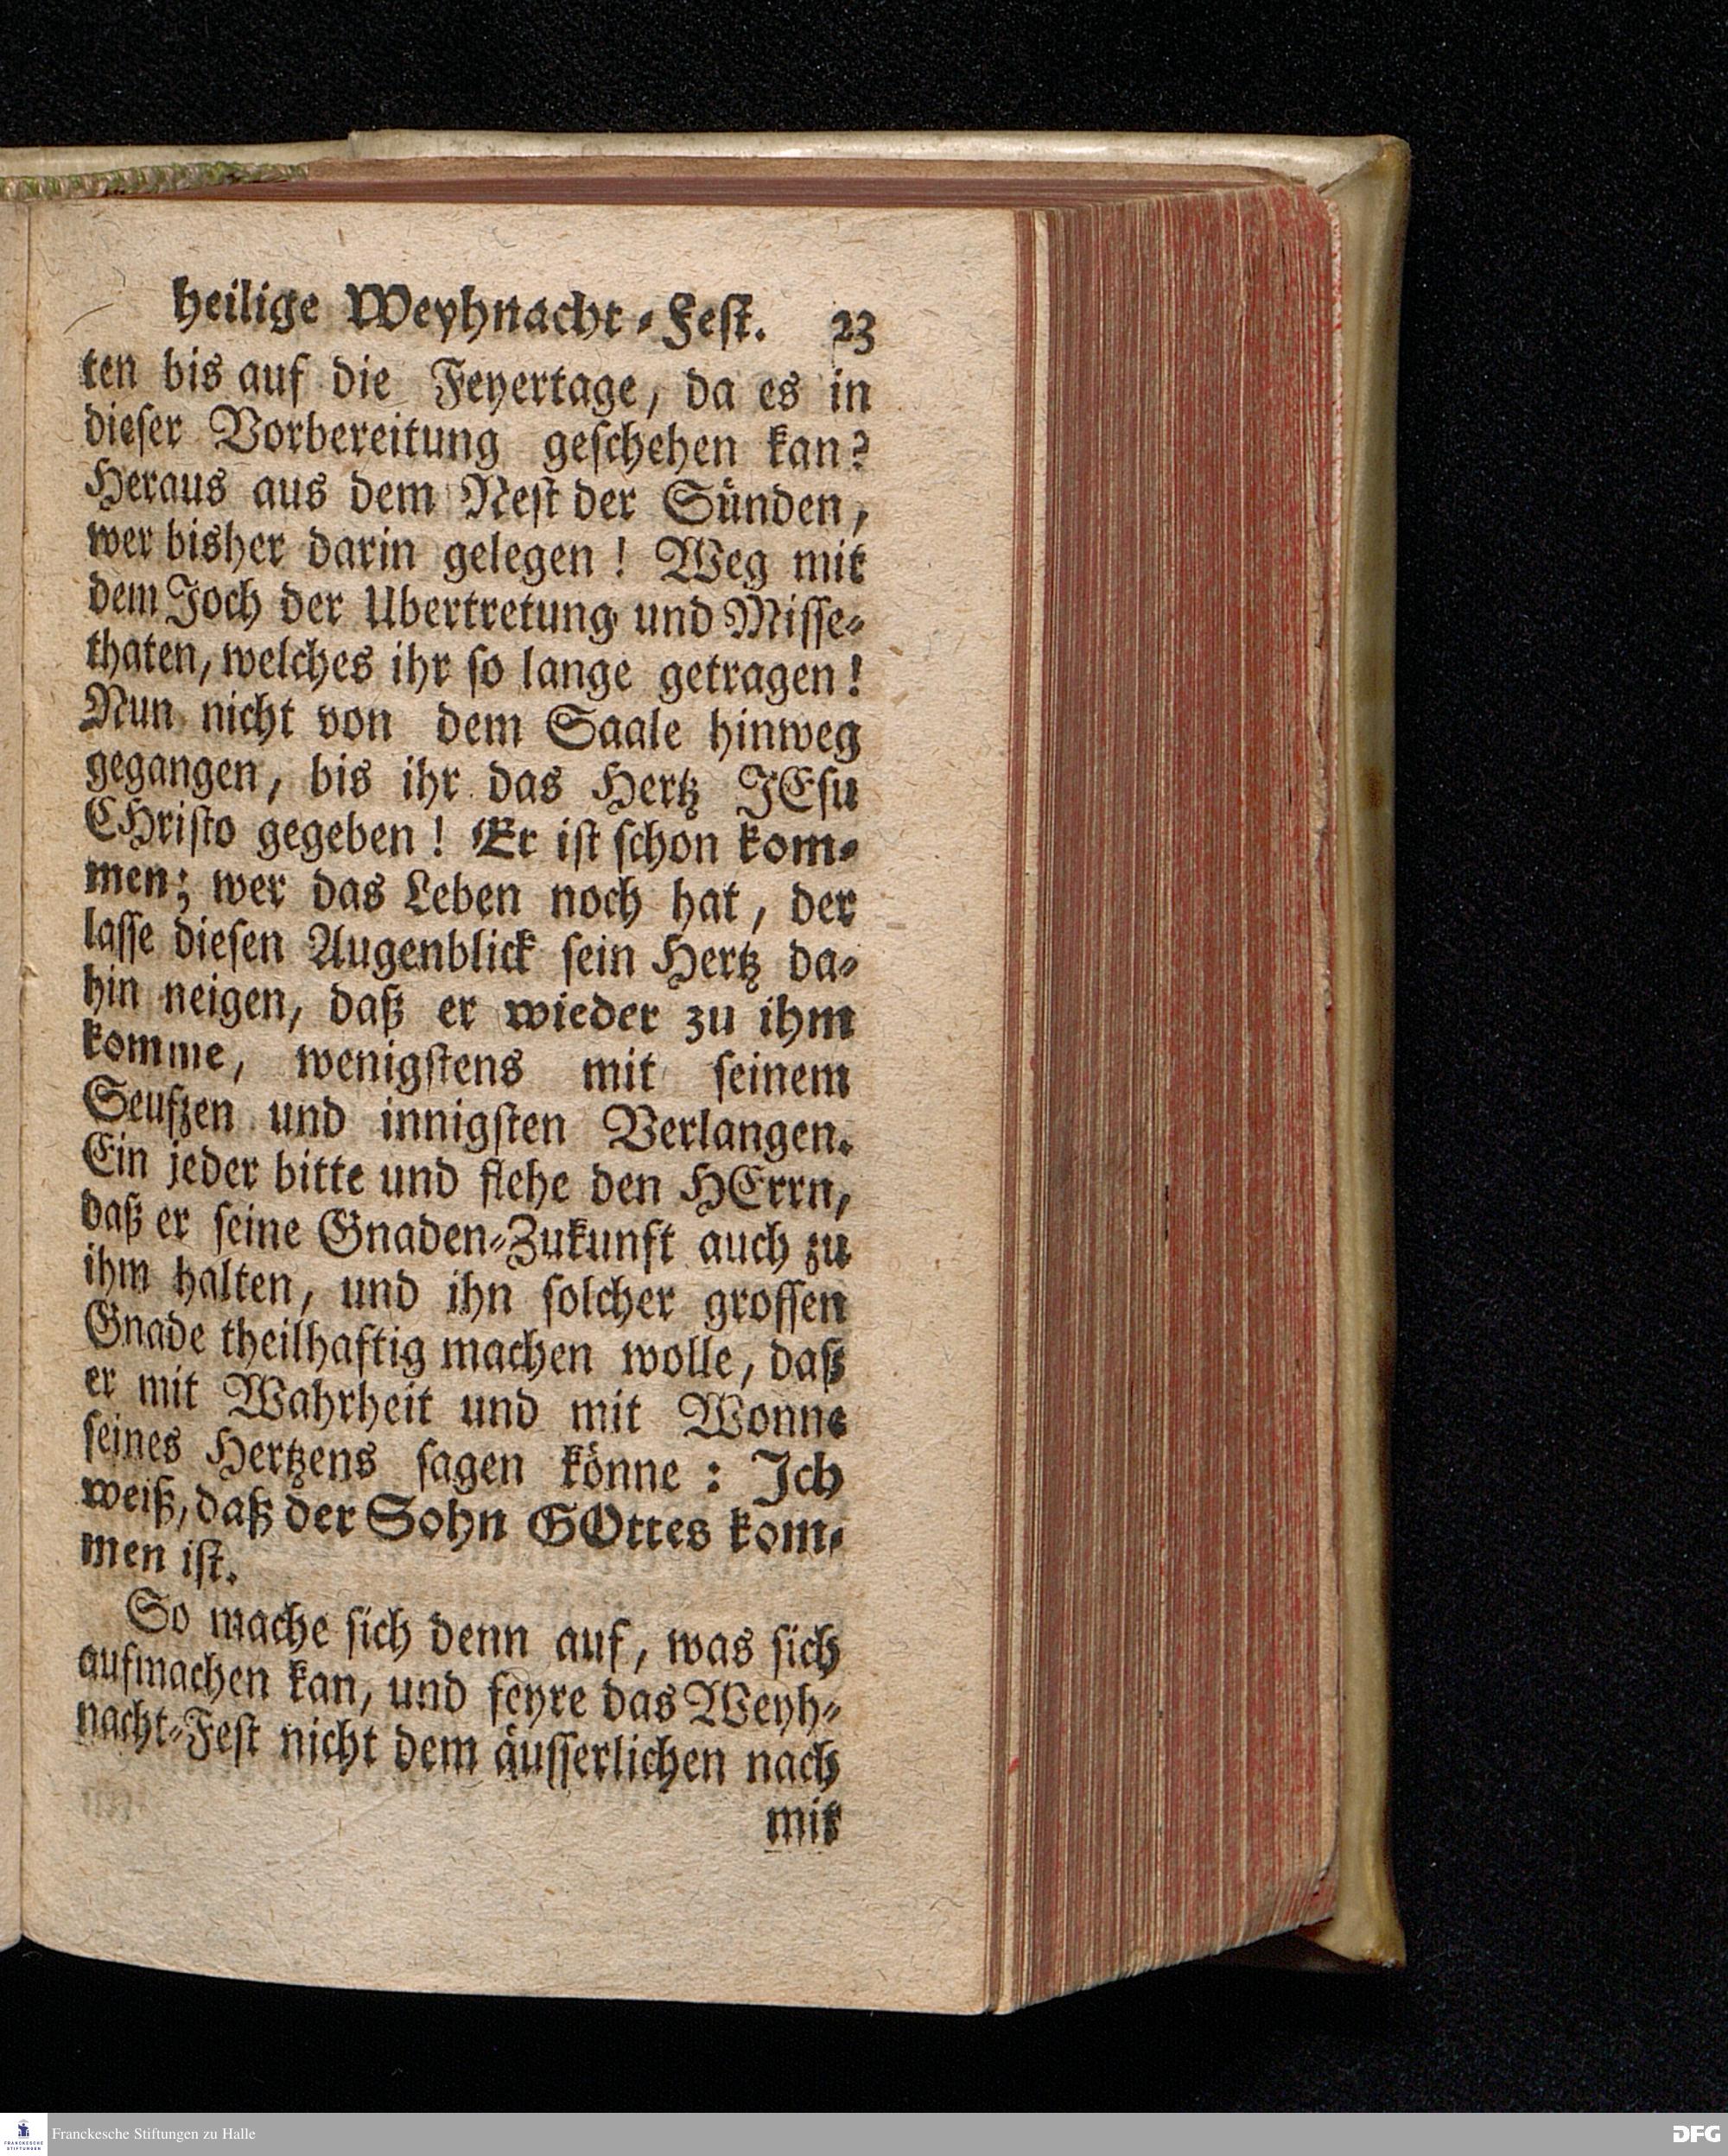 heilige Weyhnacht-Fest. 23
ten bis auf die Feyertage, da es in
dieser Vorbereitung geschehen kan?
Heraus aus dem Nest der Sünden,
wer bisher darin gelegen! Weg mit
dem Joch der Ubertretung und Misse-
thaten, welches ihr so lange getragen!
Nun nicht von dem Saale hinweg
gegangen, bis ihr das Hertz JEsu
CHristo gegeben! Er ist schon kom-
men; wer das Leben noch hat, der
lasse diesen Augenblick sein Hertz da-
hin neigen, daß er wieder zu ihm
komme, wenigstens mit seinem
Seufzen und innigsten Verlangen.
Ein jeder bitte und flehe den HErrn,
daß er seine Gnaden-Zukunft auch zu
ihm halten, und ihn solcher grossen
Gnade theilhaftig machen wolle, daß
er mit Wahrheit und mit Wonne
seines Hertzens sagen könne: Ich
weiß, daß der Sohn GOttes kom-
men ist.
So mache sich denn auf, was sich
aufmachen kan, und feyre das Weyh-
nacht-Fest nicht dem äusserlichen nach
mit
FRANCKESCHE
STIFTUNGEN
Franckesche Stiftungen zu Halle
DFG